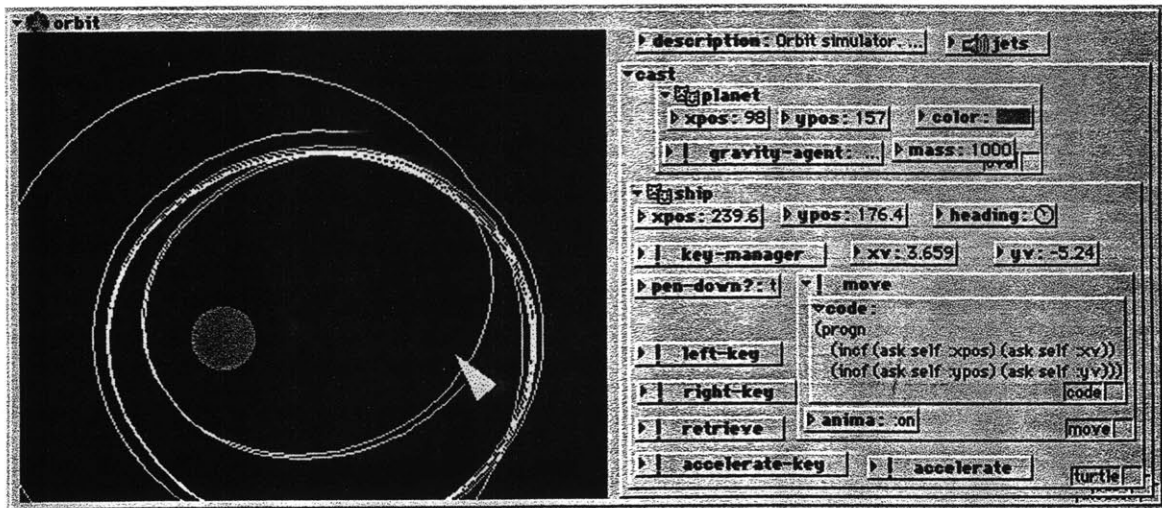 orbit
description: Orbit simulator. ... jets
cast
planet
xpos: 98 ypos: 157 color:
gravity-agent: ... mass: 1000
ship
xpos: 239.6 ypos: 176.4 heading:
key-manager xv: 3.659 yv: -5.24
pen-down?: t move
code:
(progn
(incf (ask self :xpos) (ask self :xv))
left-key (incf (ask self :ypos) (ask self :yv)))
right-key code
retrieve anima: :on move
accelerate-key accelerate turtle